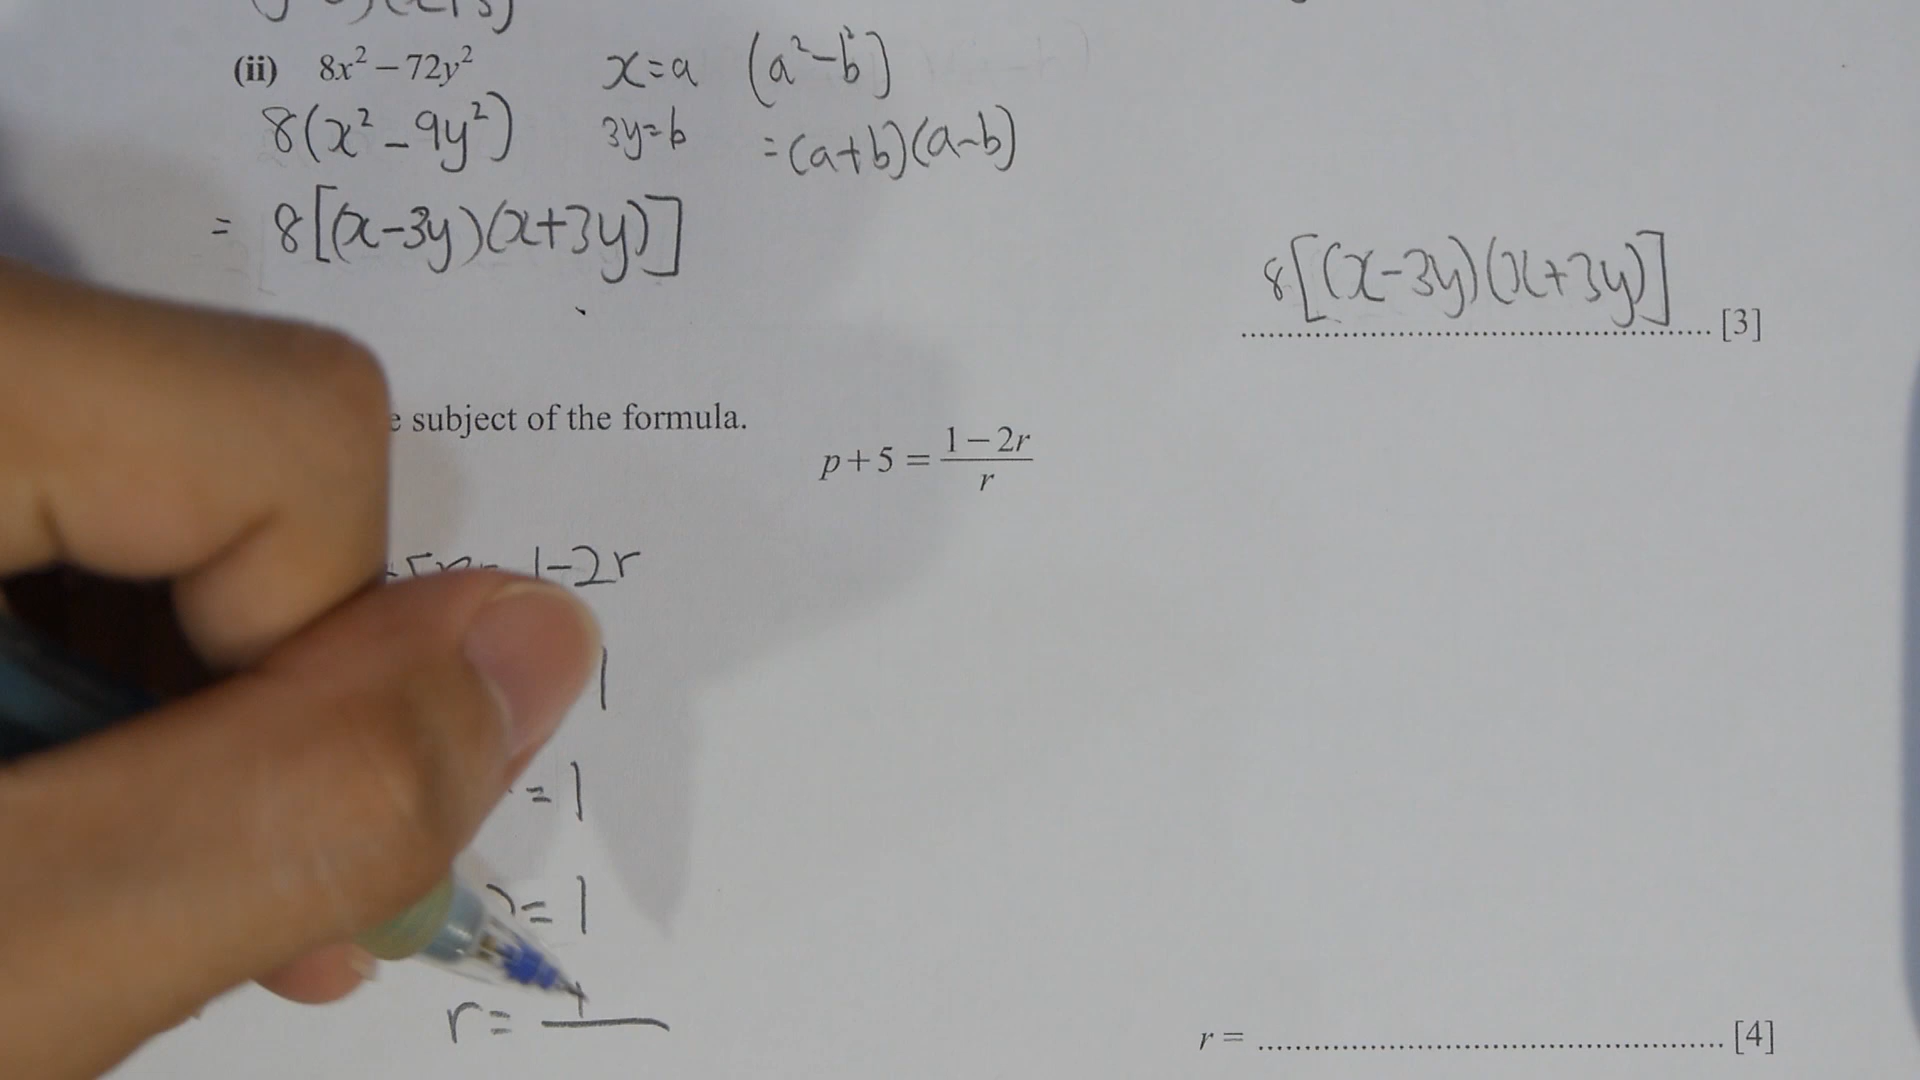 (ii) 8x² – 72y² x=a (a²-b²)
8(x² - 9y²) 3y=b =(a+b)(a-b)
= 8[(x-3y)(x+3y)]
8[(x-3y)(x+3y)]
[3]
subject of the formula.
p+5 = (1–2r)/r
1-2r
1
=1
)=1
r=
r = [4]